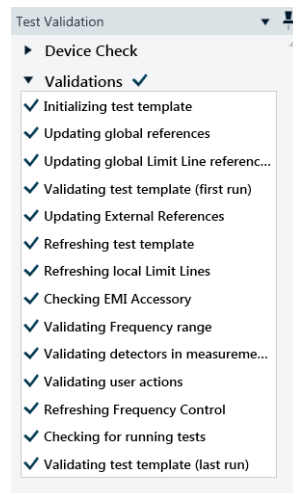 Test Validation
Device Check
Validations
Initializing test template
Updating global references
Updating global Limit Line referenc...
Validating test template (first run)
Updating External References
Refreshing test template
Refreshing local Limit Lines
Checking EMI Accessory
Validating Frequency range
Validating detectors in measureme...
Validating user actions
Refreshing Frequency Control
Checking for running tests
Validating test template (last run)